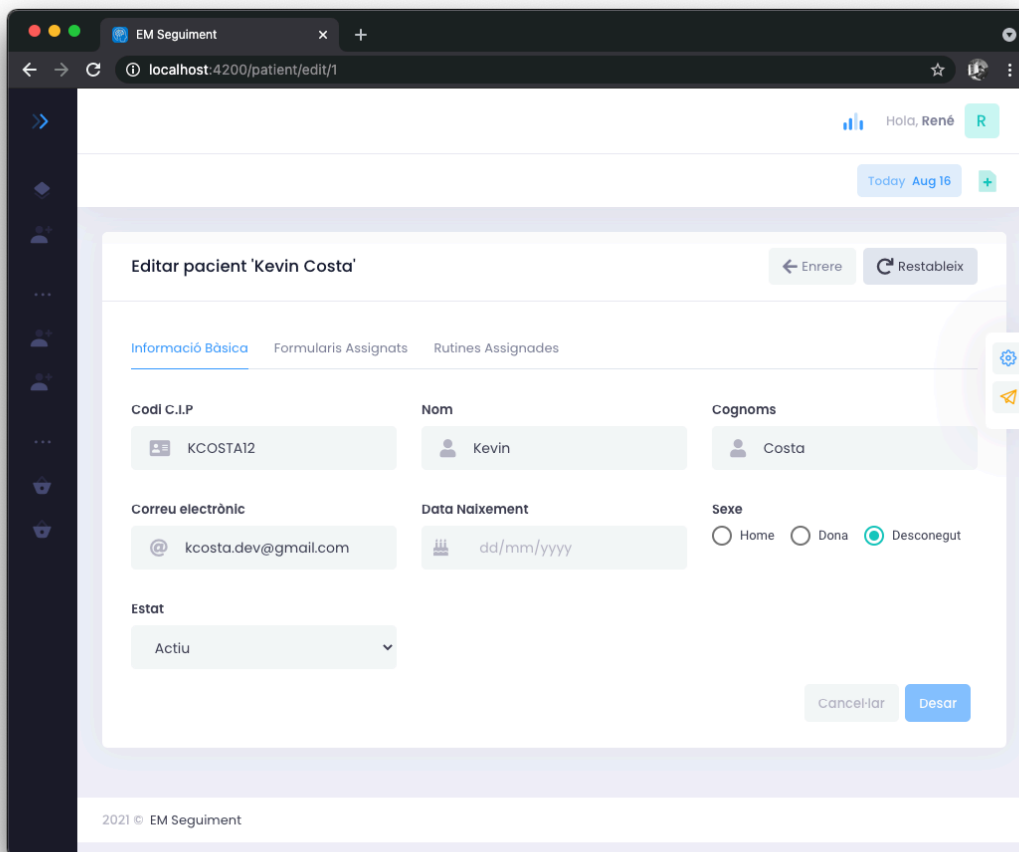 EM Seguiment
localhost:4200/patient/edit/1
Hola, René R
Today Aug 16
Editar pacient 'Kevin Costa'
Enrere
Restableix
Informació Bàsica Formularis Assignats Rutines Assignades
Codi C.I.P Nom Cognoms
KCOSTA12 Kevin Costa
Correu electrònic Data Naixement Sexe
@ kcosta.dev@gmail.com dd/mm/yyyy Home Dona Desconegut
Estat
Actiu
Cancel·lar Desar
2021 © EM Seguiment